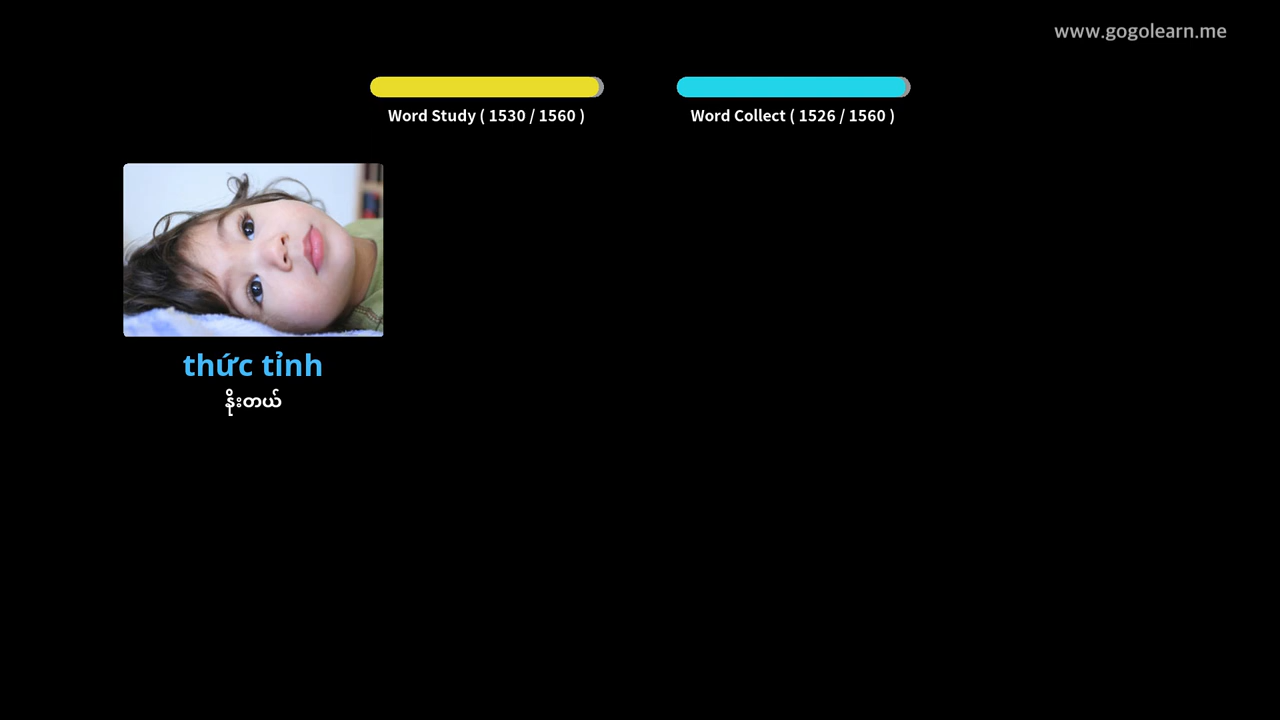 www.gogolearn.me
Word Study ( 1530 / 1560 )
Word Collect ( 1526 / 1560 )
thức tỉnh
နိုးတယ်